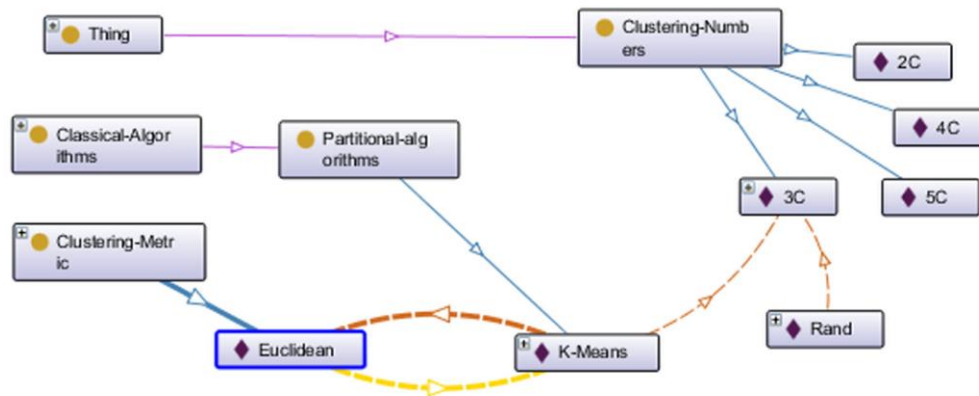 Thing
Clustering-Numb
ers
2C
4C
Classical-Algor
ithms
Partitional-alg
orithms
3C
5C
Clustering-Metr
ic
Rand
Euclidean
K-Means